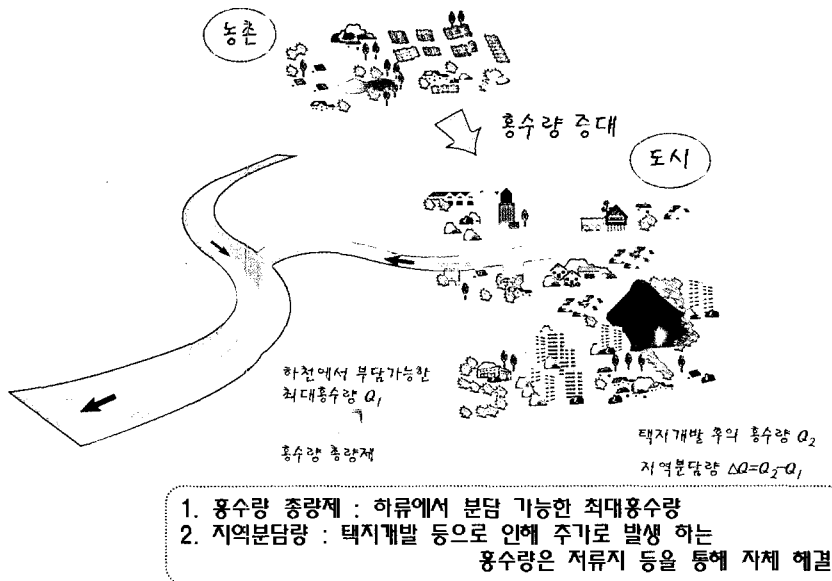 농촌
홍수량 증대
도시
하천에서 부담가능한
최대홍수량 Q₁
홍수량 총량제
택지개발 후의 홍수량 Q₂
지역분담량 ΔQ=Q₂-Q₁
1. 홍수량 총량제 : 하류에서 분담 가능한 최대홍수량
2. 지역분담량 : 택지개발 등으로 인해 추가로 발생 하는
홍수량은 저류지 등을 통해 자체 해결